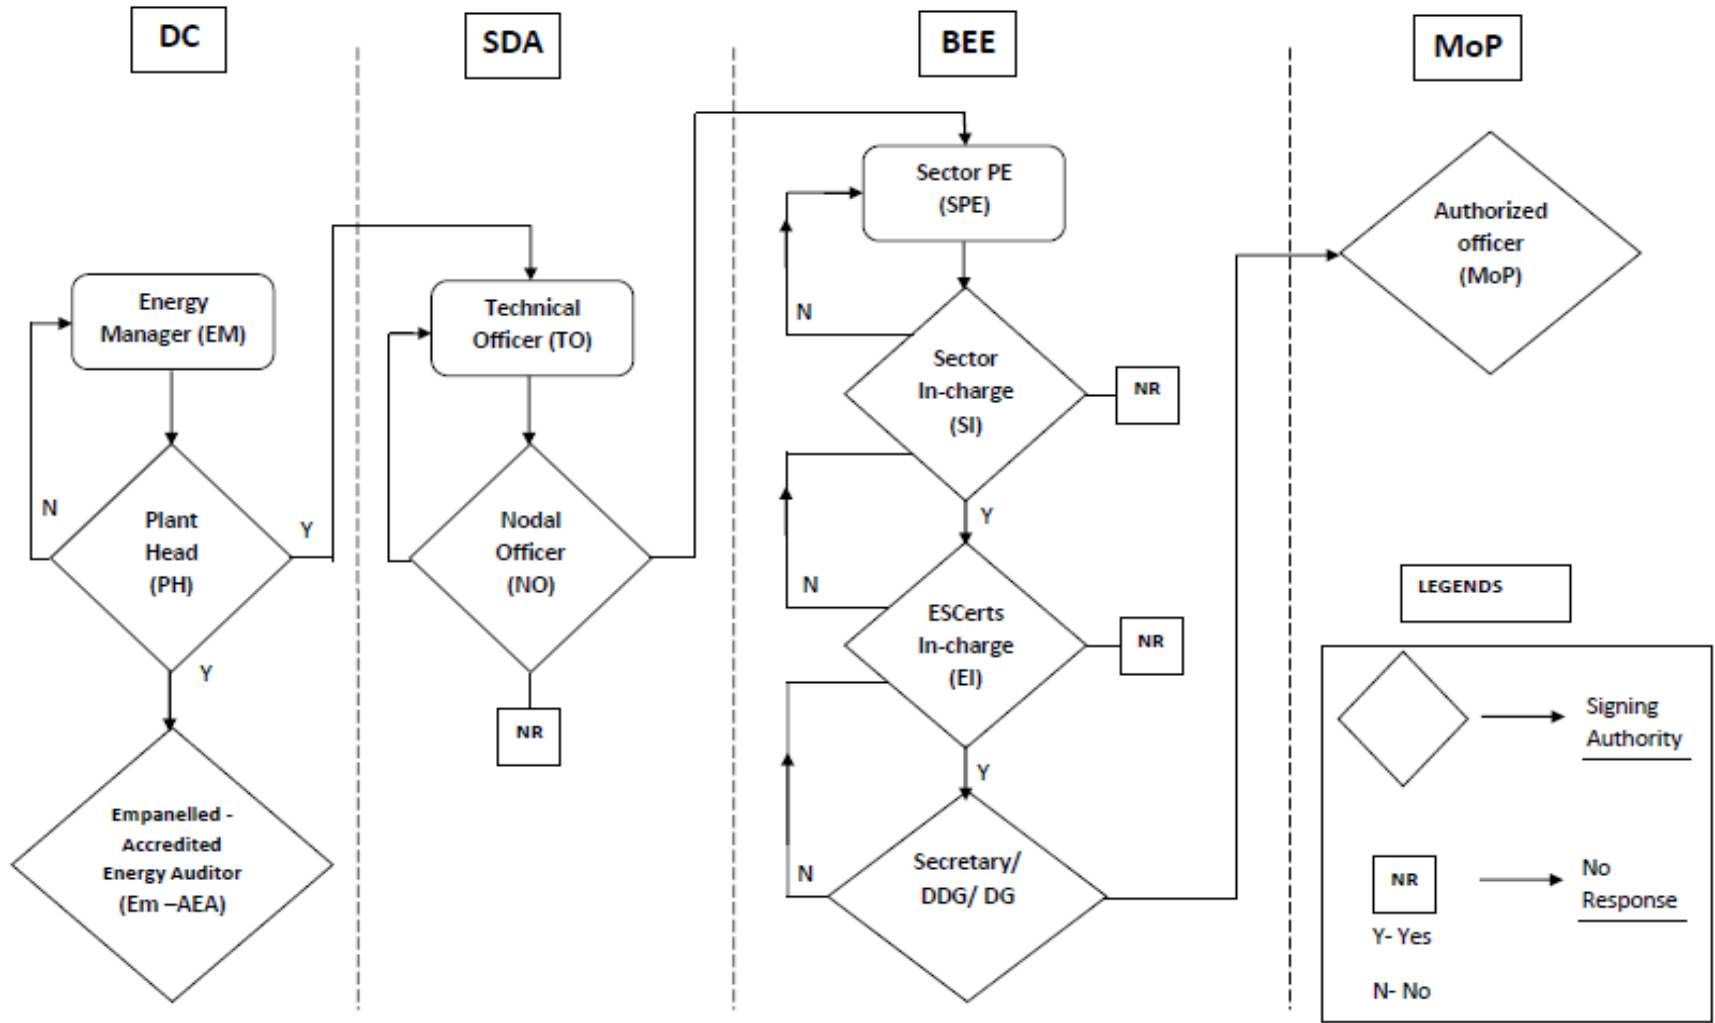 DC
SDA
BEE
MoP
Energy
Manager (EM)
N
Plant
Head
(PH)
Y
Y
Empanelled -
Accredited
Energy Auditor
(Em –AEA)
Technical
Officer (TO)
Nodal
Officer
(NO)
NR
Sector PE
(SPE)
N
Sector
In-charge
(SI)
NR
Y
N
ESCerts
In-charge
(EI)
NR
Y
N
Secretary/
DDG/ DG
Authorized
officer
(MoP)
LEGENDS
Signing
Authority
NR
No
Response
Y- Yes
N- No